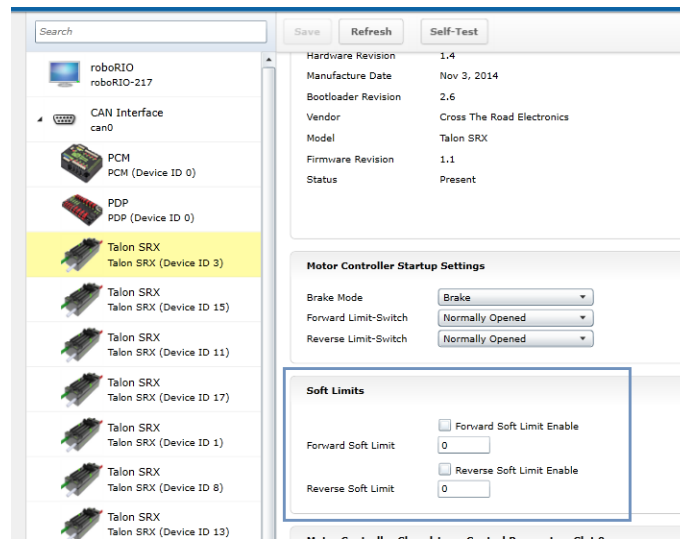 Search
Save Refresh Self-Test
roboRIO
roboRIO-217
CAN Interface
can0
PCM
PCM (Device ID 0)
PDP
PDP (Device ID 0)
Talon SRX
Talon SRX (Device ID 3)
Talon SRX
Talon SRX (Device ID 15)
Talon SRX
Talon SRX (Device ID 11)
Talon SRX
Talon SRX (Device ID 17)
Talon SRX
Talon SRX (Device ID 1)
Talon SRX
Talon SRX (Device ID 8)
Talon SRX
Talon SRX (Device ID 13)
Hardware Revision 1.4
Manufacture Date Nov 3, 2014
Bootloader Revision 2.6
Vendor Cross The Road Electronics
Model Talon SRX
Firmware Revision 1.1
Status Present
Motor Controller Startup Settings
Brake Mode Brake
Forward Limit-Switch Normally Opened
Reverse Limit-Switch Normally Opened
Soft Limits
Forward Soft Limit Enable
Forward Soft Limit 0
Reverse Soft Limit Enable
Reverse Soft Limit 0